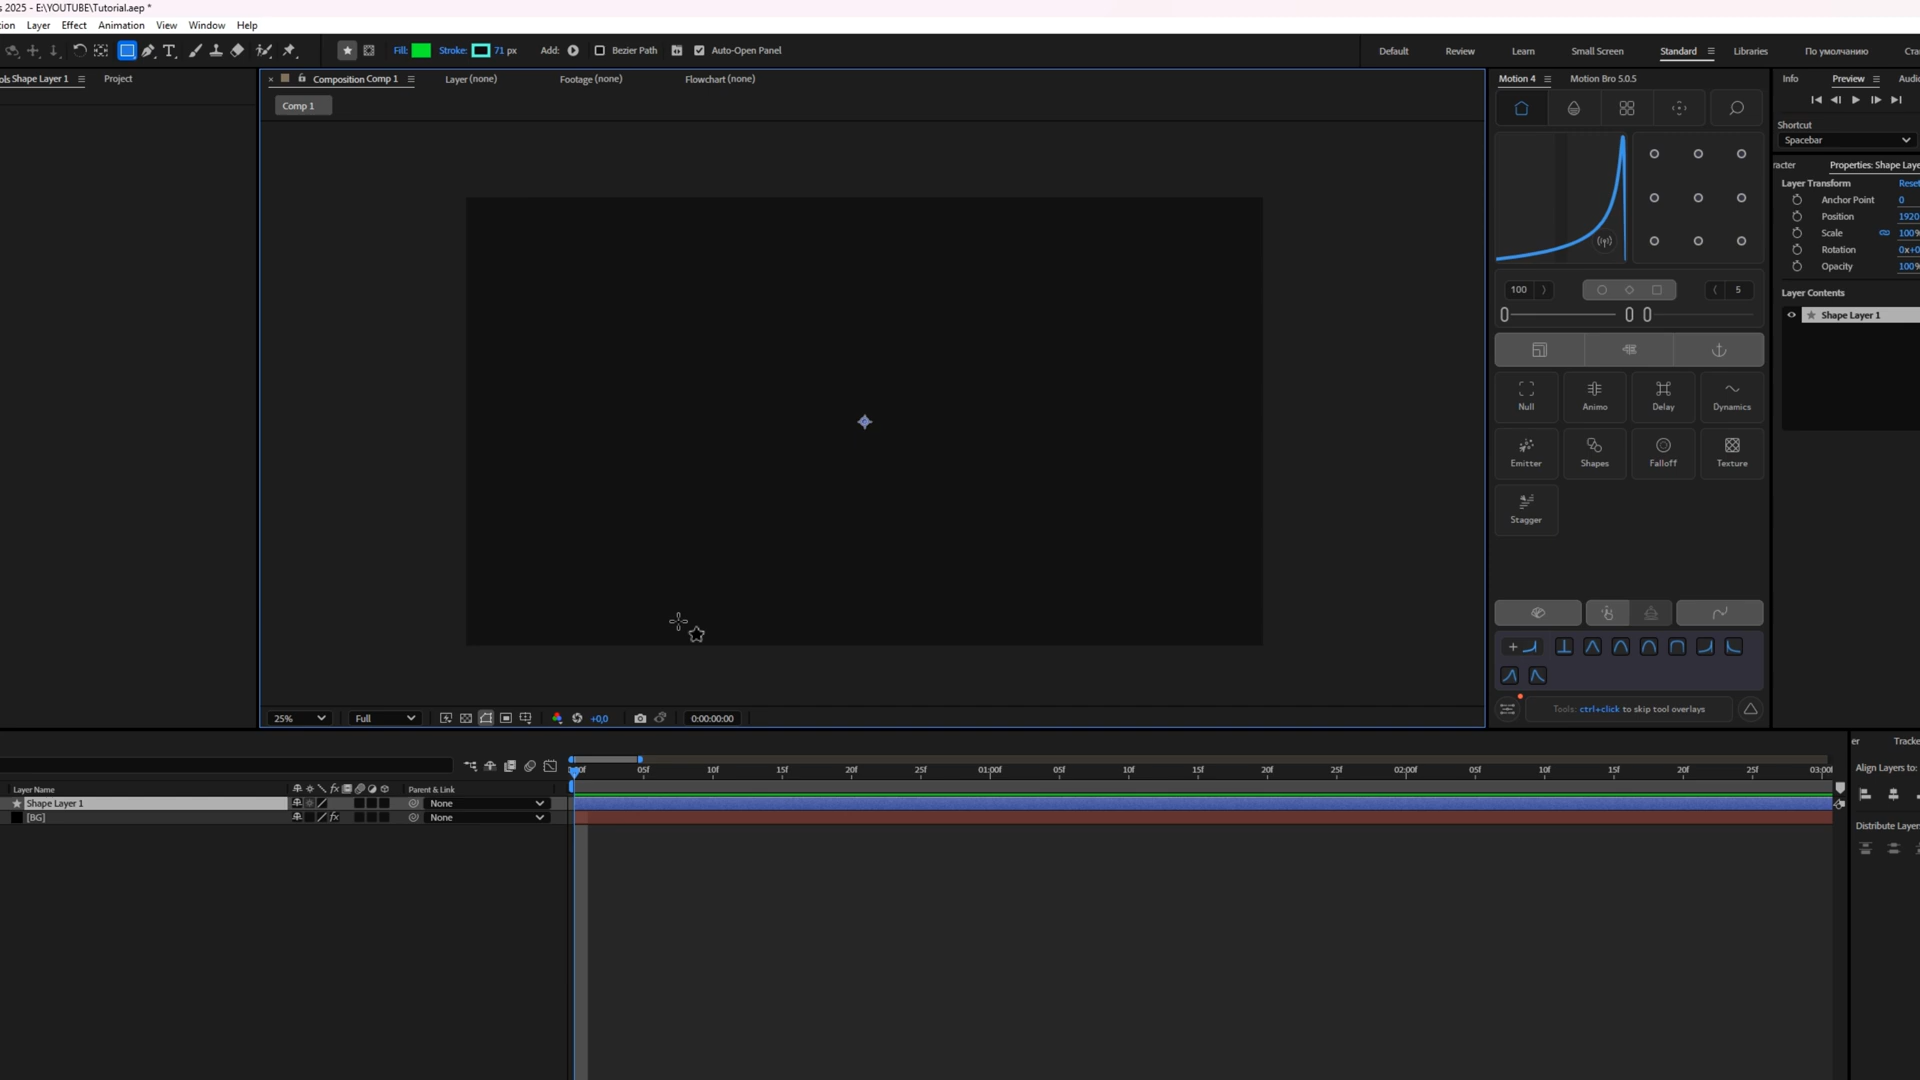 s 2025 - E:\YOUTUBE\Tutorial.aep *
tion Layer Effect Animation View Window Help
Fill: Stroke: 71 px Add: Bezier Path Auto-Open Panel
Default Review Learn Small Screen Standard Libraries По умолчанию Cra
ols Shape Layer 1 Project
Composition Comp 1 Layer (none) Footage (none) Flowchart (none)
Motion 4 Motion Bro 5.0.5
Info Preview Audio
Comp 1
Shortcut
Spacebar
racter Properties: Shape Laye
Layer Transform Reset
Anchor Point 0
Position 1920
Scale 100%
Rotation 0x+0
Opacity 100%
100 5
Layer Contents
Shape Layer 1
Null Animo Delay Dynamics
Emitter Shapes Falloff Texture
Stagger
Tools: ctrl+click to skip tool overlays
25% Full +0,0 0:00:00:00
er Tracke
Align Layers to:
05f 10f 15f 20f 25f 01:00f 05f 10f 15f 20f 25f 02:00f 05f 10f 15f 20f 25f 03:00f
Layer Name fx Parent & Link
Shape Layer 1 None
[BG] fx None
Distribute Layer